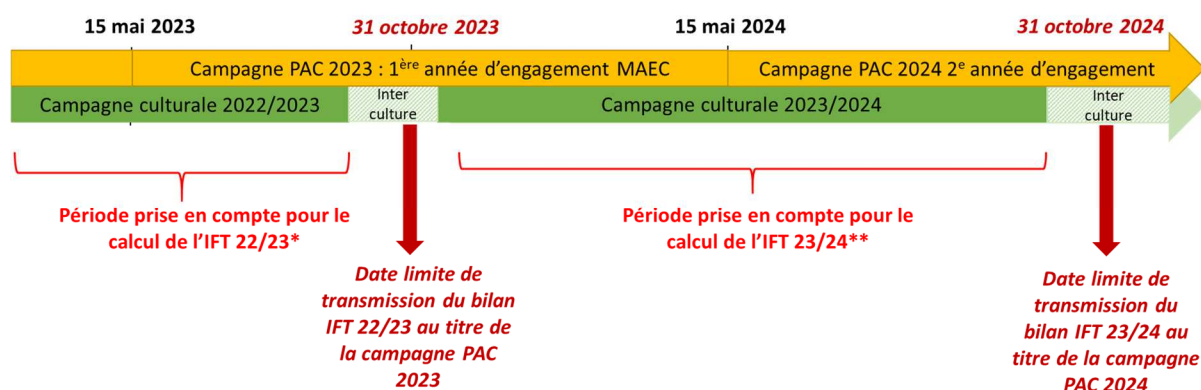 15 mai 2023
31 octobre 2023
15 mai 2024
31 octobre 2024
Campagne PAC 2023 : 1ère année d'engagement MAEC
Campagne PAC 2024 2e année d'engagement
Campagne culturale 2022/2023
Inter
culture
Campagne culturale 2023/2024
Inter
culture
Période prise en compte pour le
calcul de l'IFT 22/23*
Période prise en compte pour le
calcul de l'IFT 23/24**
Date limite de
transmission du bilan
IFT 22/23 au titre de
la campagne PAC
2023
Date limite de
transmission du
bilan IFT 23/24 au
titre de la campagne
PAC 2024